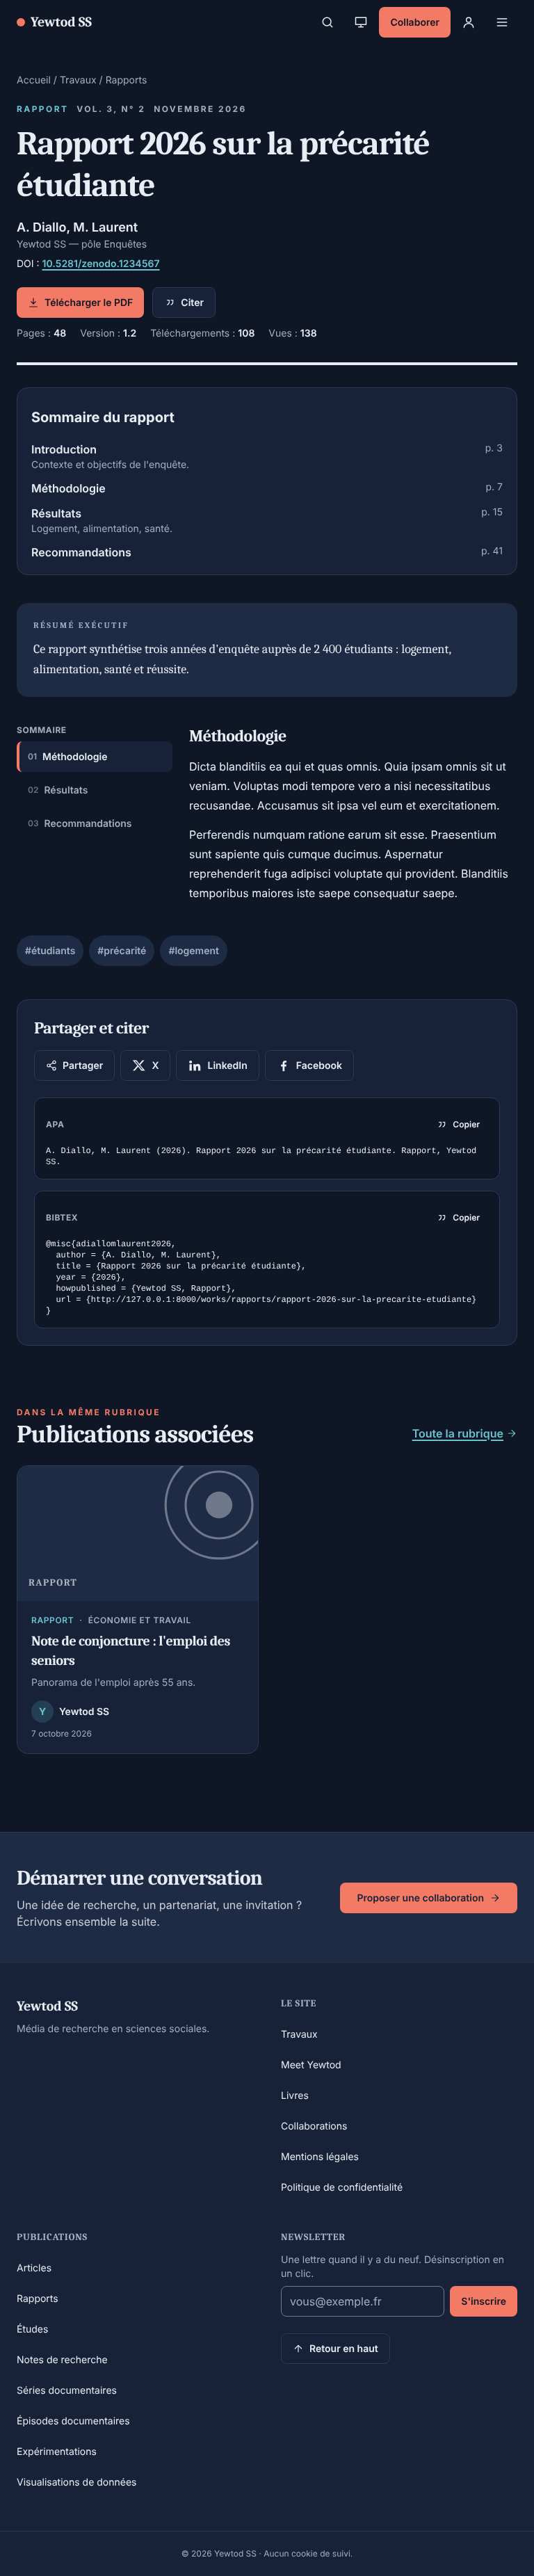 Yewtod SS
Collaborer
Accueil / Travaux / Rapports
RAPPORT VOL. 3, N° 2 NOVEMBRE 2026
Rapport 2026 sur la précarité
étudiante
A. Diallo, M. Laurent
Yewtod SS — pôle Enquêtes
DOI : 10.5281/zenodo.1234567
Télécharger le PDF
Citer
Pages : 48 Version : 1.2 Téléchargements : 108 Vues : 138
Sommaire du rapport
Introduction p. 3
Contexte et objectifs de l'enquête.
Méthodologie p. 7
Résultats p. 15
Logement, alimentation, santé.
Recommandations p. 41
RÉSUMÉ EXÉCUTIF
Ce rapport synthétise trois années d'enquête auprès de 2 400 étudiants : logement,
alimentation, santé et réussite.
SOMMAIRE
01 Méthodologie
02 Résultats
03 Recommandations
Méthodologie
Dicta blanditiis ea qui et quas omnis. Quia ipsam omnis sit ut
veniam. Voluptas modi tempore vero a nisi necessitatibus
recusandae. Accusamus sit ipsa vel eum et exercitationem.
Perferendis numquam ratione earum sit esse. Praesentium
sunt sapiente quis cumque ducimus. Aspernatur
reprehenderit fuga adipisci voluptate qui provident. Blanditiis
temporibus maiores iste saepe consequatur saepe.
#étudiants #précarité #logement
Partager et citer
Partager
X
LinkedIn
Facebook
APA
Copier
A. Diallo, M. Laurent (2026). Rapport 2026 sur la précarité étudiante. Rapport, Yewtod
SS.
BIBTEX
Copier
@misc{adiallomlaurent2026,
author = {A. Diallo, M. Laurent},
title = {Rapport 2026 sur la précarité étudiante},
year = {2026},
howpublished = {Yewtod SS, Rapport},
url = {http://127.0.0.1:8000/works/rapports/rapport-2026-sur-la-precarite-etudiante}
}
DANS LA MÊME RUBRIQUE
Publications associées
Toute la rubrique
RAPPORT
RAPPORT · ÉCONOMIE ET TRAVAIL
Note de conjoncture : l'emploi des
seniors
Panorama de l'emploi après 55 ans.
Y Yewtod SS
7 octobre 2026
Démarrer une conversation
Une idée de recherche, un partenariat, une invitation ?
Écrivons ensemble la suite.
Proposer une collaboration
Yewtod SS
Média de recherche en sciences sociales.
LE SITE
Travaux
Meet Yewtod
Livres
Collaborations
Mentions légales
Politique de confidentialité
PUBLICATIONS
Articles
Rapports
Études
Notes de recherche
Séries documentaires
Épisodes documentaires
Expérimentations
Visualisations de données
NEWSLETTER
Une lettre quand il y a du neuf. Désinscription en
un clic.
vous@exemple.fr
S'inscrire
Retour en haut
© 2026 Yewtod SS · Aucun cookie de suivi.